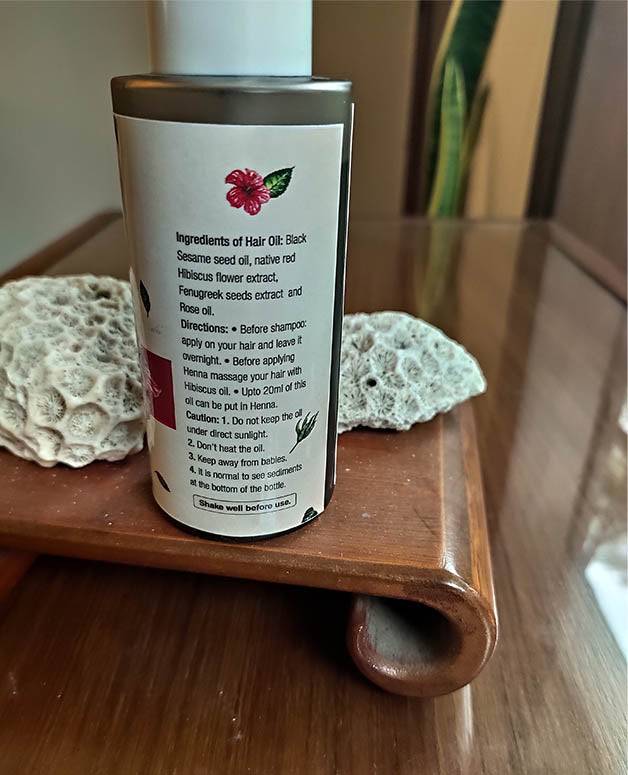 Ingredients of Hair Oil: Black
Sesame seed oil, native red
Hibiscus flower extract,
Fenugreek seeds extract and
Rose oil.
Directions: • Before shampoo:
apply on your hair and leave it
overnight. • Before applying
Henna massage your hair with
Hibiscus oil. • Upto 20ml of this
oil can be put in Henna.
Caution: 1. Do not keep the oil
under direct sunlight.
2. Don't heat the oil.
3. Keep away from babies.
4. it is normal to see sediments
at the bottom of the bottle.
Shake well before use.